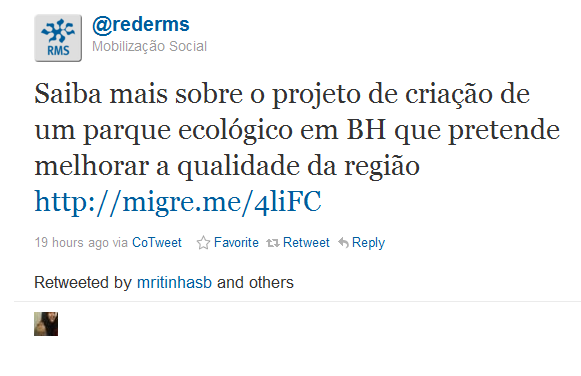 @rederms
RMS
Mobilização Social
Saiba mais sobre o projeto de criação de
um parque ecológico em BH que pretende
melhorar a qualidade da região
http://migre.me/4liFC
19 hours ago via CoTweet Favorite Retweet Reply
Retweeted by mritinhasb and others